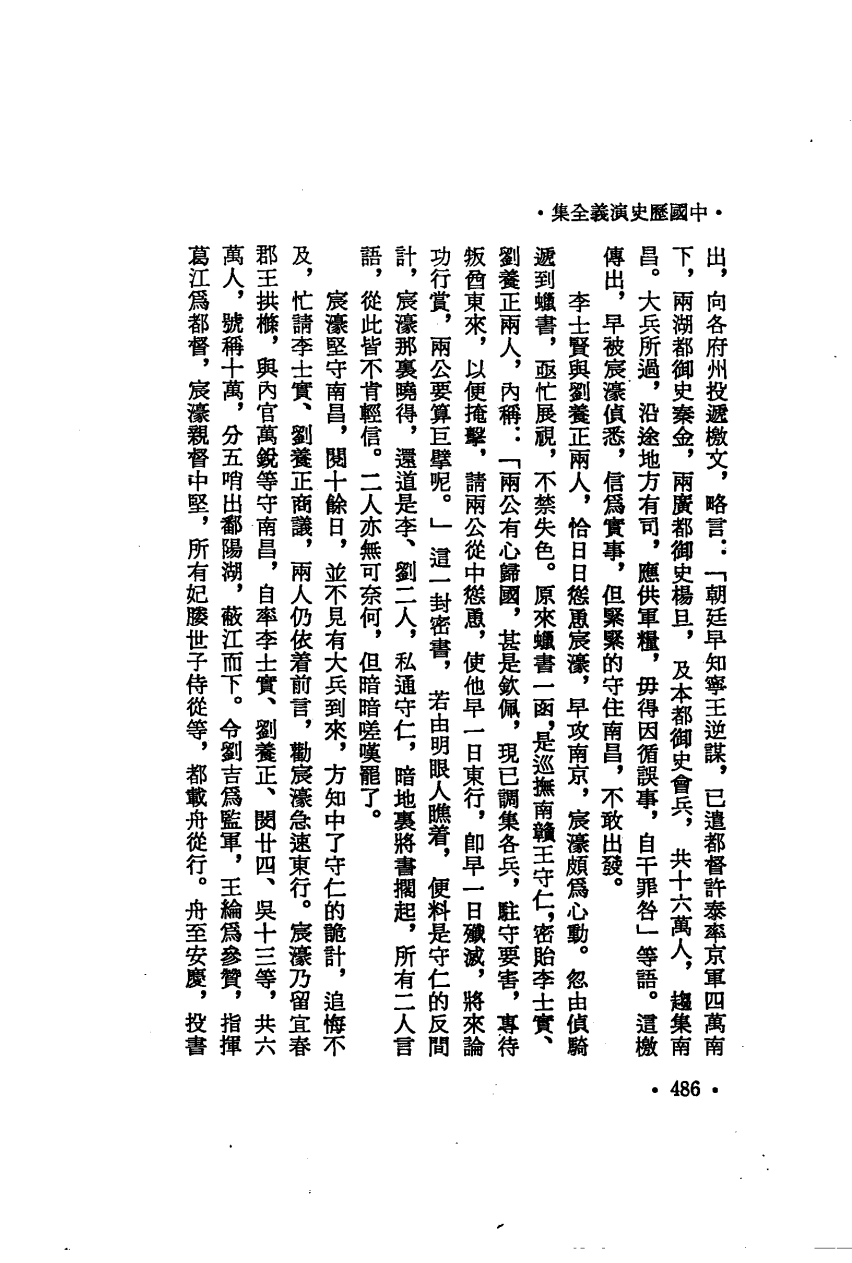 ·中國歷史演義全集·
出，向各府州投遞檄文，略言：「朝廷早知寧王逆謀，已遣都督許泰率京軍四萬南
下，兩湖都御史秦金，兩廣都御史楊旦，及本都御史會兵，共十六萬人，趨集南
昌。大兵所過，沿途地方有司，應供軍糧，毋得因循誤事，自干罪咎」等語。這檄
傳出，早被宸濠偵悉，信爲實事，但緊緊的守住南昌，不敢出發。
李士賢與劉養正兩人，恰日日慫恿宸濠，早攻南京，宸濠頗爲心動。忽由偵騎
遞到蠟書，亟忙展視，不禁失色。原來蠟書一函，是巡撫南贛王守仁，密貽李士實、
劉養正兩人，內稱：「兩公有心歸國，甚是欽佩，現已調集各兵，駐守要害，專待
叛酋東來，以便掩擊，請兩公從中慫恿，使他早一日東行，卽早一日殲滅，將來論
功行賞，兩公要算巨擘呢。」這一封密書，若由明眼人瞧着，便料是守仁的反間
計，宸濠那裏曉得，還道是李、劉二人，私通守仁，暗地裏將書擱起，所有二人言
語，從此皆不肯輕信。二人亦無可奈何，但暗暗嗟嘆罷了。
宸濠堅守南昌，閱十餘日，並不見有大兵到來，方知中了守仁的詭計，追悔不
及，忙請李士實、劉養正商議，兩人仍依着前言，勸宸濠急速東行。宸濠乃留宜春
郡王拱樤，與內官萬銳等守南昌，自率李士實、劉養正、閔廿四、吳十三等，共六
萬人，號稱十萬，分五哨出鄱陽湖，蔽江而下。令劉吉爲監軍，王綸爲參贊，指揮
葛江爲都督，宸濠親督中堅，所有妃媵世子侍從等，都載舟從行。舟至安慶，投書
·486·